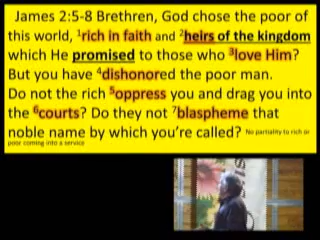 James 2:5-8 Brethren, God chose the poor of
this world, 1rich in faith and 2heirs of the kingdom
which He promised to those who 3love Him?
But you have 4dishonored the poor man.
Do not the rich 5oppress you and drag you into
the 6courts? Do they not 7blaspheme that
noble name by which you're called? No partiality to rich or
poor coming into a service